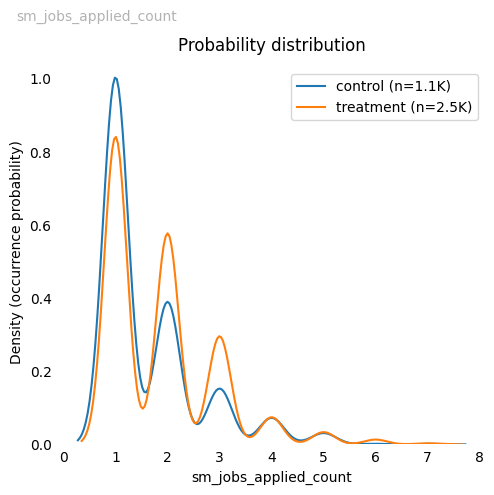 sm_jobs_applied_count
Probability distribution
control (n=1.1K)
treatment (n=2.5K)
Density (occurrence probability)
1.0
0.8
0.6
0.4
0.2
0.0
0 1 2 3 4 5 6 7 8
sm_jobs_applied_count